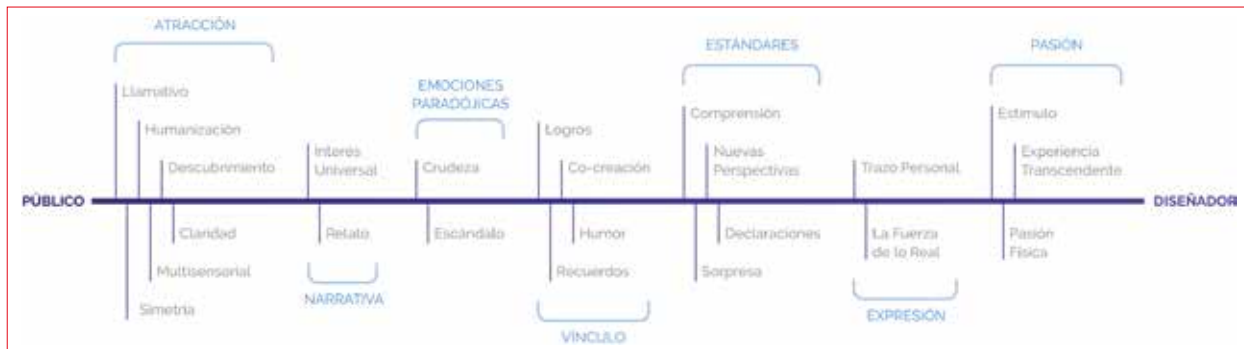 ATRACCIÓN
ESTÁNDARES
PASIÓN
EMOCIONES
PARADÓJICAS
Llamativo
Comprensión
Estimulo
Humanización
Logros
Interés
Universal
Nuevas
Perspectivas
Experiencia
Transcendente
Descubrimiento
Crudeza
Co-creación
Trazo Personal
PÚBLICO
DISEÑADOR
Claridad
Relato
Escándalo
Humor
Declaraciones
La Fuerza
de lo Real
Pasión
Física
Multisensorial
Recuerdos
Sorpresa
NARRATIVA
Simetría
EXPRESIÓN
VÍNCULO